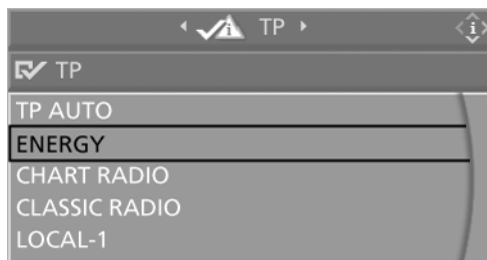 TP
TP
TP AUTO
ENERGY
CHART RADIO
CLASSIC RADIO
LOCAL-1